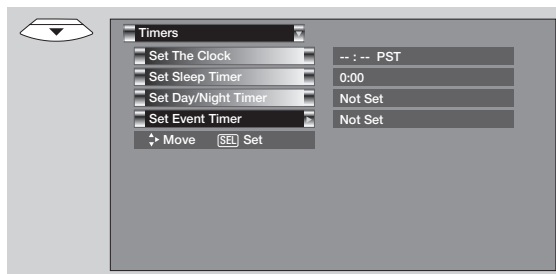 Timers
Set The Clock -- : -- PST
Set Sleep Timer 0:00
Set Day/Night Timer Not Set
Set Event Timer Not Set
Move SEL Set